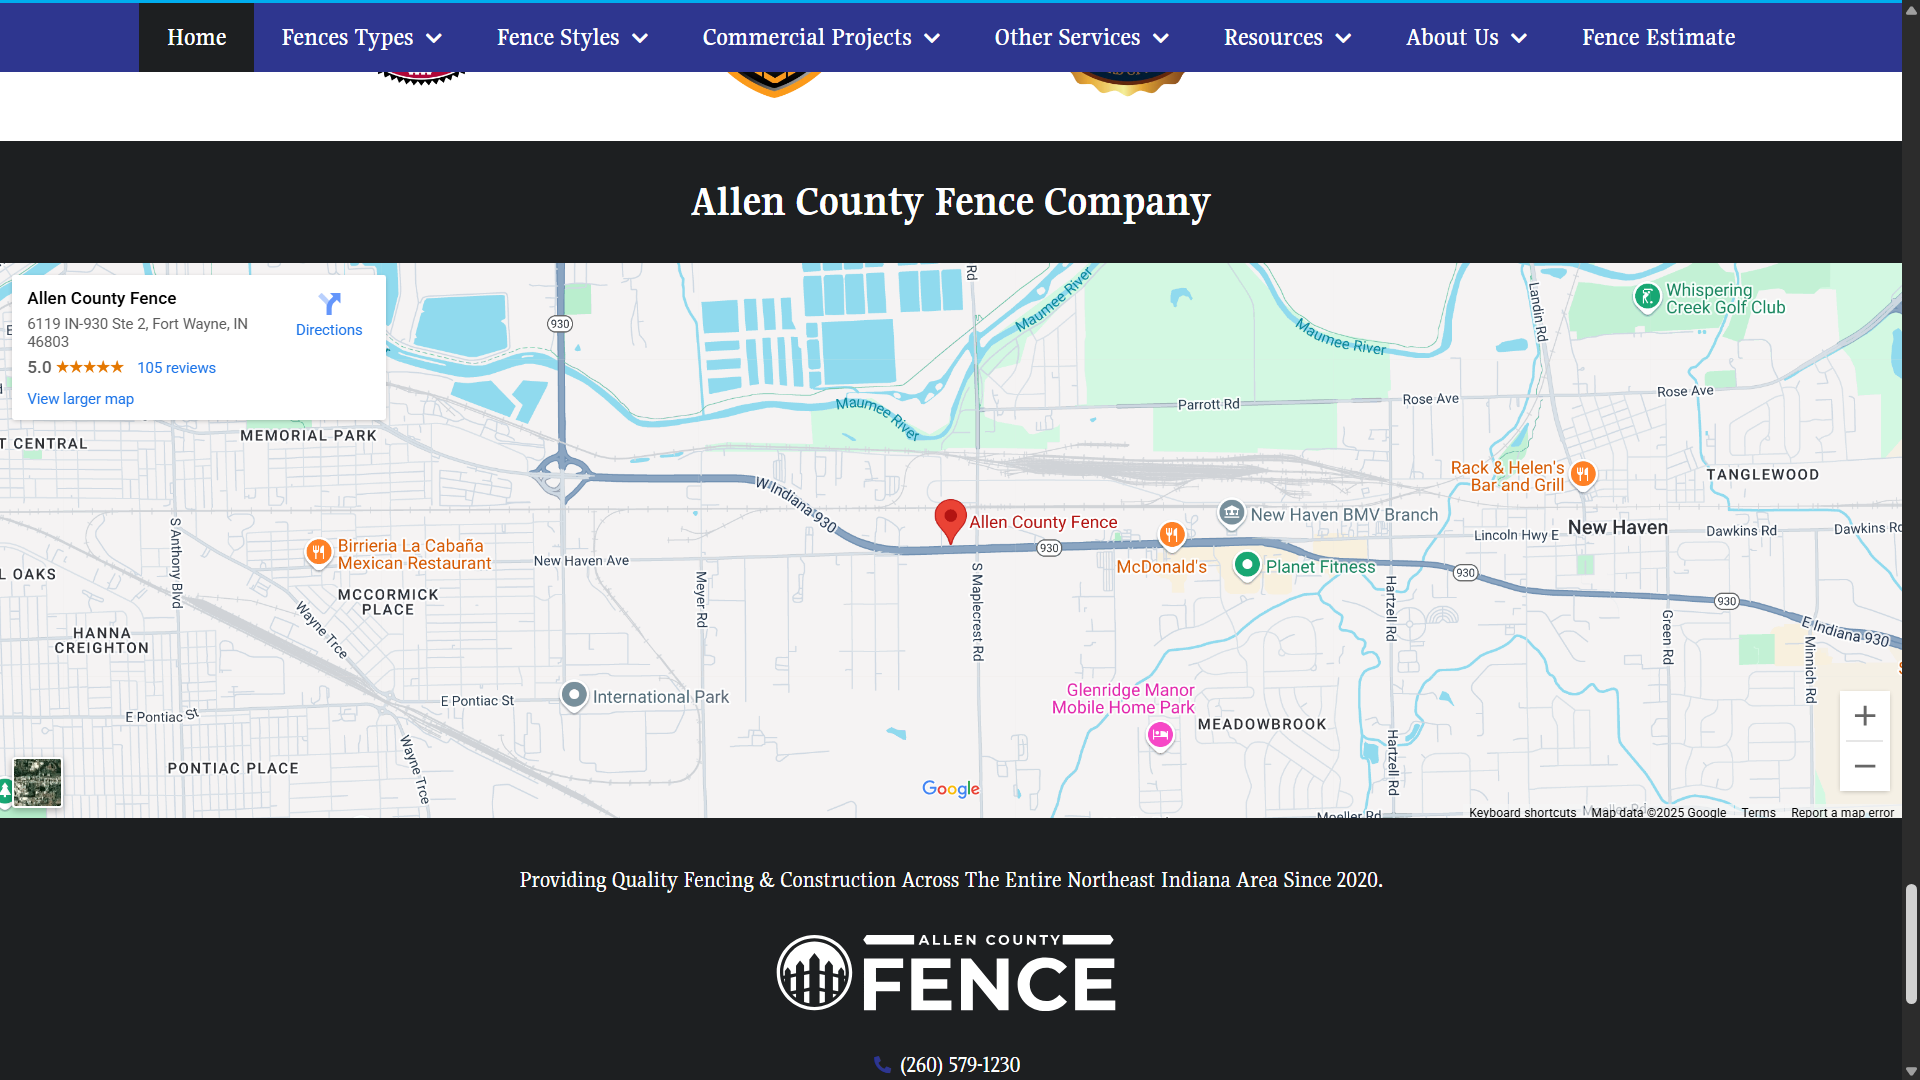 Home
Fences Types
Fence Styles
Commercial Projects
Other Services
Resources
About Us
Fence Estimate
Allen County Fence Company
Allen County Fence
6119 IN-930 Ste 2, Fort Wayne, IN
46803
5.0
105 reviews
View larger map
Directions
930
Rd
Maumee River
Maumee River
Landin Rd
Whispering
Creek Golf Club
Maumee River
Parrott Rd
Rose Ave
Rose Ave
T CENTRAL
MEMORIAL PARK
W Indiana 930
Rack & Helen's
Bar and Grill
TANGLEWOOD
Allen County Fence
New Haven BMV Branch
New Haven
Lincoln Hwy E
Dawkins Rd
Dawkins Rd
S Anthony Blvd
Birrieria La Cabaña
Mexican Restaurant
New Haven Ave
930
McDonald's
Planet Fitness
930
L OAKS
MCCORMICK
PLACE
Meyer Rd
S Maplecrest Rd
Hartzell Rd
930
Green Rd
E Indiana 930
Minnich Rd
HANNA
CREIGHTON
Wayne Trce
International Park
E Pontiac St
E Pontiac St
Glenridge Manor
Mobile Home Park
MEADOWBROOK
Wayne Trce
Hartzell Rd
PONTIAC PLACE
Google
Moeller Rd
Moeller Rd
Keyboard shortcuts
Map data ©2025 Google
Terms
Report a map error
Providing Quality Fencing & Construction Across The Entire Northeast Indiana Area Since 2020.
ALLEN COUNTY
FENCE
(260) 579-1230